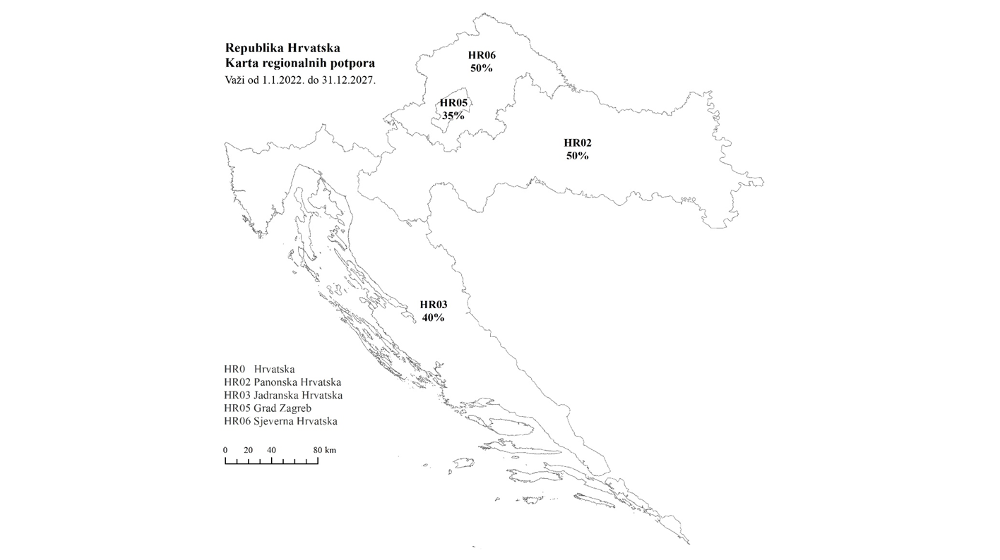 Republika Hrvatska
Karta regionalnih potpora
Važi od 1.1.2022. do 31.12.2027.
HR06
50%
HR05
35%
HR02
50%
HR03
40%
HR0 Hrvatska
HR02 Panonska Hrvatska
HR03 Jadranska Hrvatska
HR05 Grad Zagreb
HR06 Sjeverna Hrvatska
0 20 40 80 km